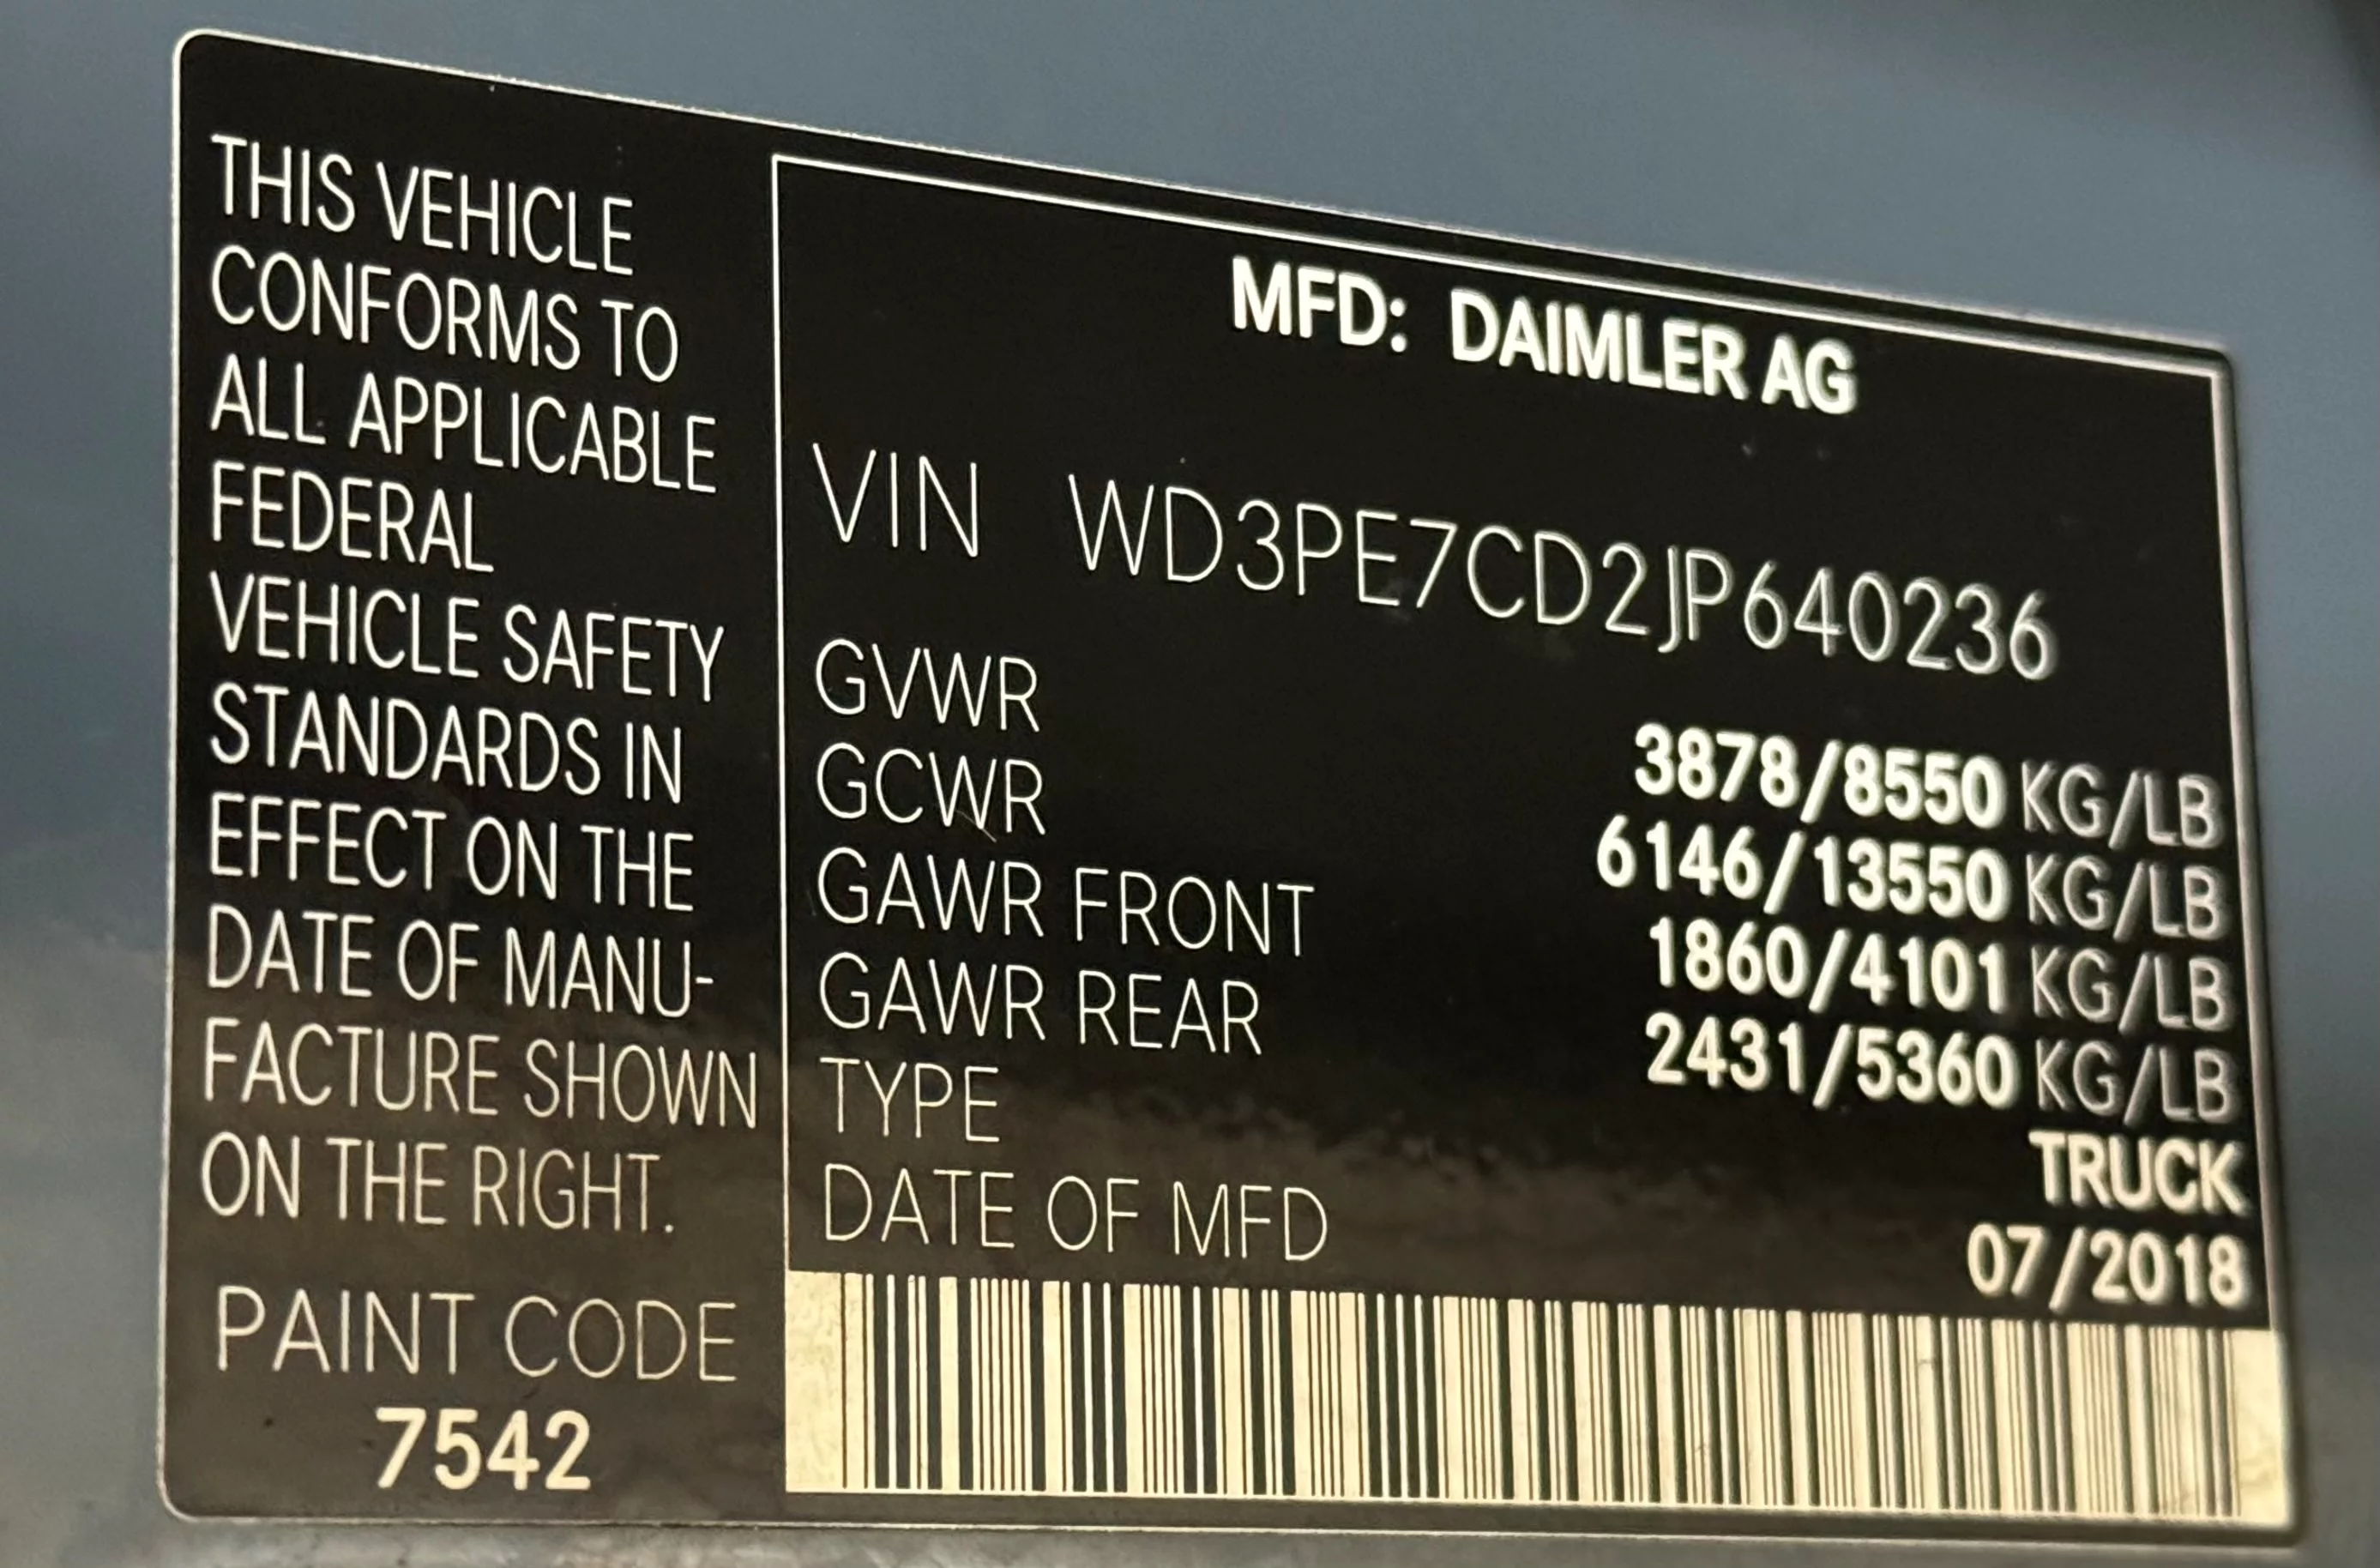 THIS VEHICLE
CONFORMS TO
ALL APPLICABLE
FEDERAL
VEHICLE SAFETY
STANDARDS IN
EFFECT ON THE
DATE OF MANU-
FACTURE SHOWN
ON THE RIGHT.
PAINT CODE
7542
MFD: DAIMLER AG
VIN WD3PE7CD2JP640236
GVWR 3878/8550 KG/LB
GCWR 6146/13550 KG/LB
GAWR FRONT 1860/4101 KG/LB
GAWR REAR 2431/5360 KG/LB
TYPE TRUCK
DATE OF MFD 07/2018